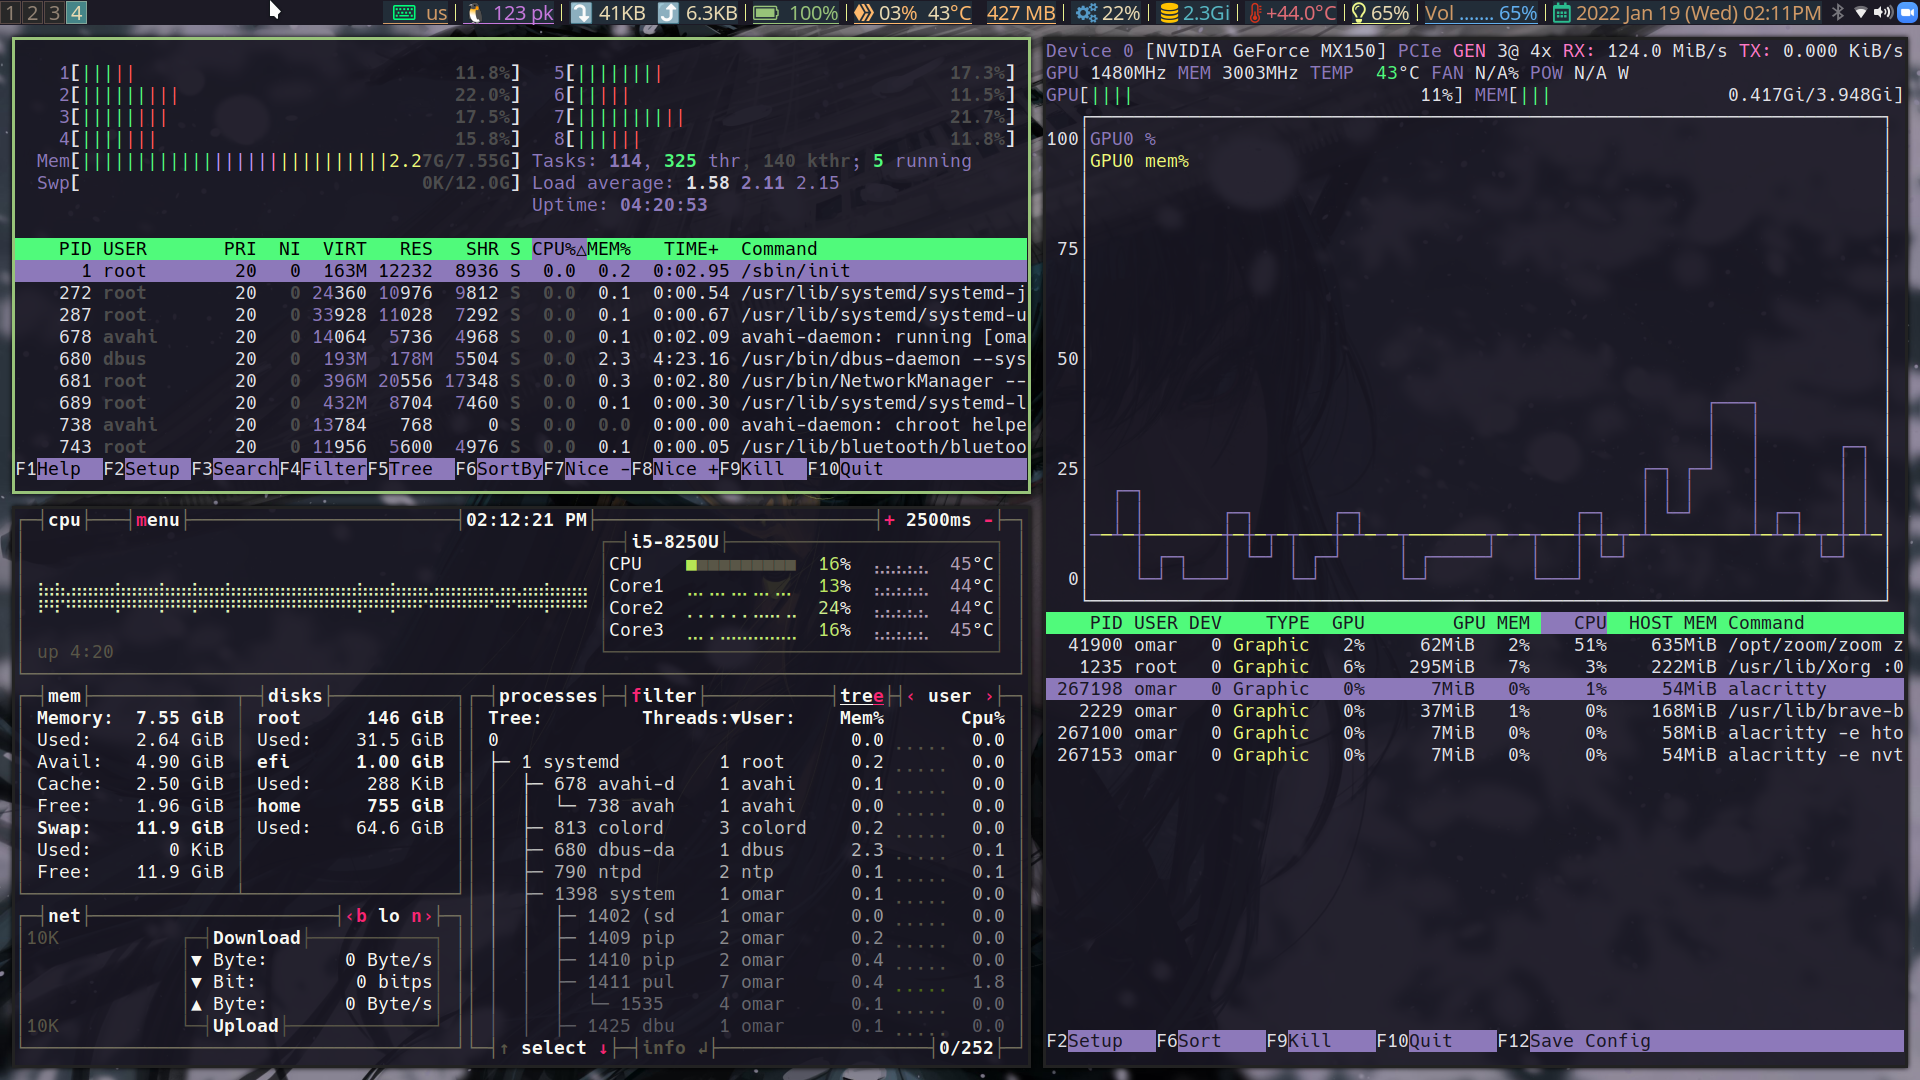 1 2 3 4 us 123 pk 41KB 6.3KB 100% 03% 43°C 427 MB 22% 2.3Gi +44.0°C 65% Vol ....... 65% 2022 Jan 19 (Wed) 02:11PM
1[||||| 11.8%] 5[|||||||| 17.3%]
2[||||||||| 22.0%] 6[||||| 11.5%]
3[|||||||| 17.5%] 7[|||||||||| 21.7%]
4[||||||| 15.8%] 8[|||||| 11.8%]
Mem[||||||||||||||||||||||||||||2.27G/7.55G] Tasks: 114, 325 thr, 140 kthr; 5 running
Swp[ 0K/12.0G] Load average: 1.58 2.11 2.15
Uptime: 04:20:53
PID USER PRI NI VIRT RES SHR S CPU%△MEM% TIME+ Command
1 root 20 0 163M 12232 8936 S 0.0 0.2 0:02.95 /sbin/init
272 root 20 0 24360 10976 9812 S 0.0 0.1 0:00.54 /usr/lib/systemd/systemd-j
287 root 20 0 33928 11028 7292 S 0.0 0.1 0:00.67 /usr/lib/systemd/systemd-u
678 avahi 20 0 14064 5736 4968 S 0.0 0.1 0:02.09 avahi-daemon: running [oma
680 dbus 20 0 193M 178M 5504 S 0.0 2.3 4:23.16 /usr/bin/dbus-daemon --sys
681 root 20 0 396M 20556 17348 S 0.0 0.3 0:02.80 /usr/bin/NetworkManager --
689 root 20 0 432M 8704 7460 S 0.0 0.1 0:00.30 /usr/lib/systemd/systemd-l
738 avahi 20 0 13784 768 0 S 0.0 0.0 0:00.00 avahi-daemon: chroot helpe
743 root 20 0 11956 5600 4976 S 0.0 0.1 0:00.05 /usr/lib/bluetooth/bluetoo
F1Help F2Setup F3SearchF4FilterF5Tree F6SortByF7Nice -F8Nice +F9Kill F10Quit
cpu menu 02:12:21 PM + 2500ms -
i5-8250U
CPU 16% 45°C
Core1 13% 44°C
Core2 24% 44°C
Core3 16% 45°C
up 4:20
mem disks
Memory: 7.55 GiB root 146 GiB
Used: 2.64 GiB Used: 31.5 GiB
Avail: 4.90 GiB efi 1.00 GiB
Cache: 2.50 GiB Used: 288 KiB
Free: 1.96 GiB home 755 GiB
Swap: 11.9 GiB Used: 64.6 GiB
Used: 0 KiB
Free: 11.9 GiB
net ‹b lo n›
10K Download
▼ Byte: 0 Byte/s
▼ Bit: 0 bitps
▲ Byte: 0 Byte/s
10K Upload
processes filter tree ‹ user ›
Tree: Threads:▼User: Mem% Cpu%
0 0.0 0.0
1 systemd 1 root 0.2 0.0
678 avahi-d 1 avahi 0.1 0.0
738 avah 1 avahi 0.0 0.0
813 colord 3 colord 0.2 0.0
680 dbus-da 1 dbus 2.3 0.1
790 ntpd 2 ntp 0.1 0.1
1398 system 1 omar 0.1 0.0
1402 (sd 1 omar 0.0 0.0
1409 pip 2 omar 0.2 0.0
1410 pip 2 omar 0.4 0.0
1411 pul 7 omar 0.4 1.8
1535 4 omar 0.1 0.0
1425 dbu 1 omar 0.1 0.0
↑ select ↓ info ↲ 0/252
Device 0 [NVIDIA GeForce MX150] PCIe GEN 3@ 4x RX: 124.0 MiB/s TX: 0.000 KiB/s
GPU 1480MHz MEM 3003MHz TEMP 43°C FAN N/A% POW N/A W
GPU[|||| 11%] MEM[||| 0.417Gi/3.948Gi]
100 GPU0 %
GPU0 mem%
75
50
25
0
PID USER DEV TYPE GPU GPU MEM CPU HOST MEM Command
41900 omar 0 Graphic 2% 62MiB 2% 51% 635MiB /opt/zoom/zoom z
1235 root 0 Graphic 6% 295MiB 7% 3% 222MiB /usr/lib/Xorg :0
267198 omar 0 Graphic 0% 7MiB 0% 1% 54MiB alacritty
2229 omar 0 Graphic 0% 37MiB 1% 0% 168MiB /usr/lib/brave-b
267100 omar 0 Graphic 0% 7MiB 0% 0% 58MiB alacritty -e hto
267153 omar 0 Graphic 0% 7MiB 0% 0% 54MiB alacritty -e nvt
F2Setup F6Sort F9Kill F10Quit F12Save Config